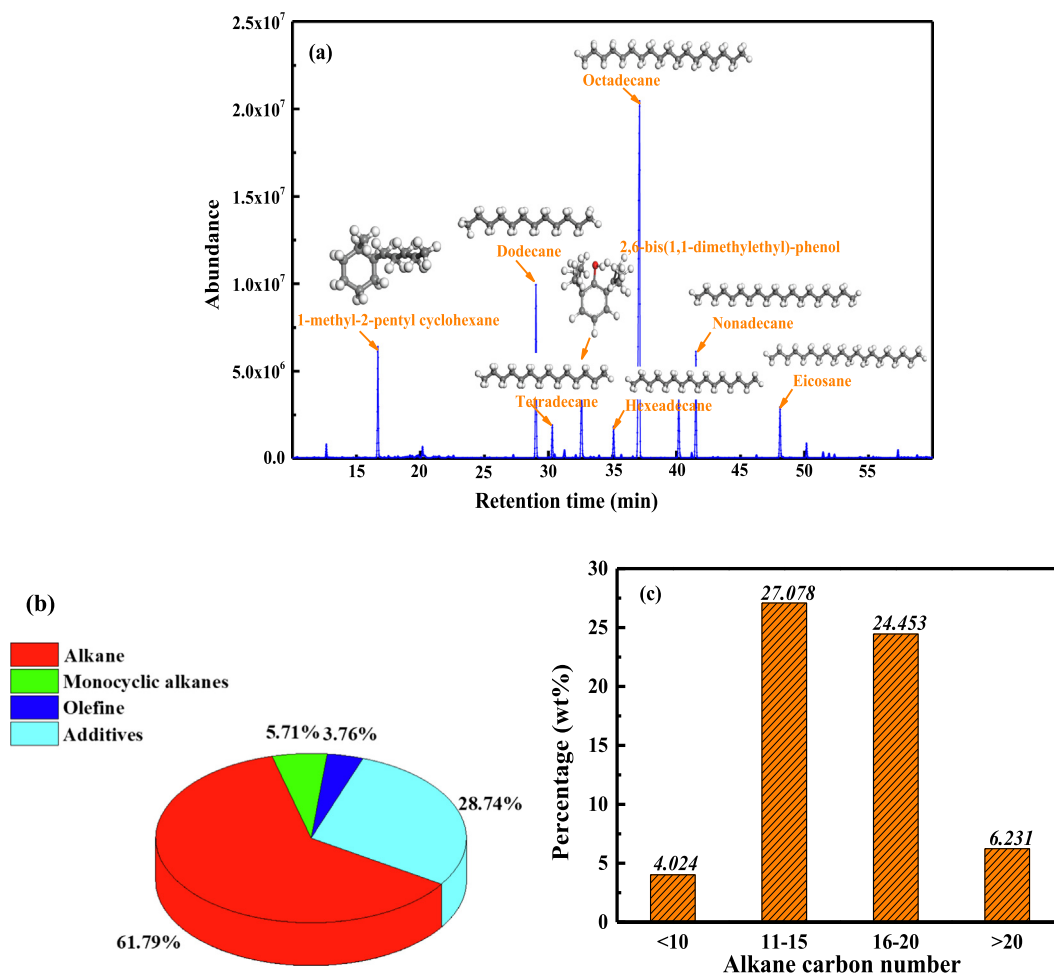 (a)
2.5x10⁷
2.0x10⁷
1.5x10⁷
1.0x10⁷
5.0x10⁶
0.0
Abundance
Octadecane
Dodecane
2,6-bis(1,1-dimethylethyl)-phenol
1-methyl-2-pentyl cyclohexane
Nonadecane
Eicosane
Tetradecane
Hexeadecane
15 20 25 30 35 40 45 50 55
Retention time (min)
(b)
Alkane
Monocyclic alkanes
Olefine
Additives
5.71%
3.76%
28.74%
61.79%
(c)
30
25
20
15
10
5
0
Percentage (wt%)
4.024
27.078
24.453
6.231
<10 11-15 16-20 >20
Alkane carbon number